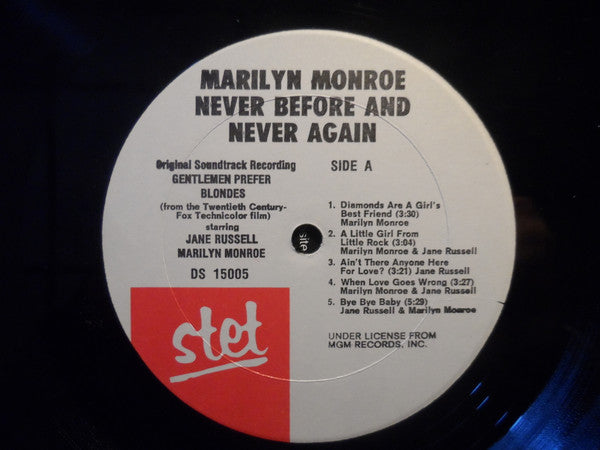 MARILYN MONROE
NEVER BEFORE AND
NEVER AGAIN
Original Soundtrack Recording
GENTLEMEN PREFER
BLONDES
(from the Twentieth Century-
Fox Technicolor film)
starring
JANE RUSSELL
MARILYN MONROE
DS 15005
SIDE A
1. Diamonds Are A Girl's
Best Friend (3:30)
Marilyn Monroe
2. A Little Girl From
Little Rock (3:04)
Marilyn Monroe & Jane Russell
3. Ain't There Anyone Here
For Love? (3:21) Jane Russell
4. When Love Goes Wrong (3:27)
Marilyn Monroe & Jane Russell
5. Bye Bye Baby (5:29)
Jane Russell & Marilyn Monroe
UNDER LICENSE FROM
MGM RECORDS, INC.
stet